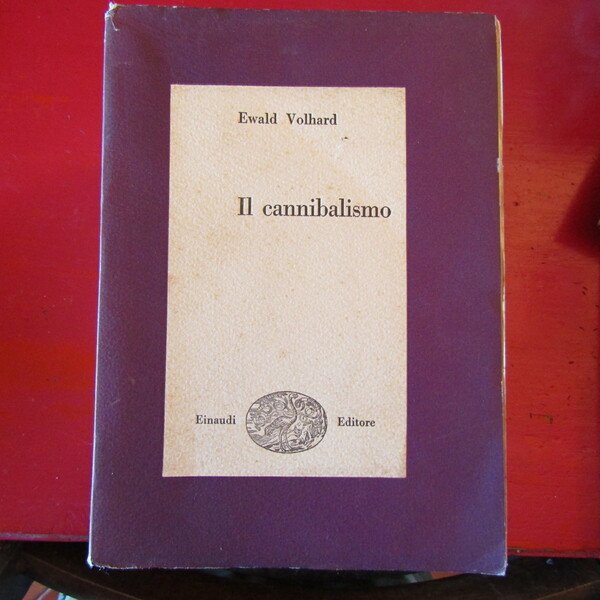 Ewald Volhard
Il cannibalismo
Einaudi Editore